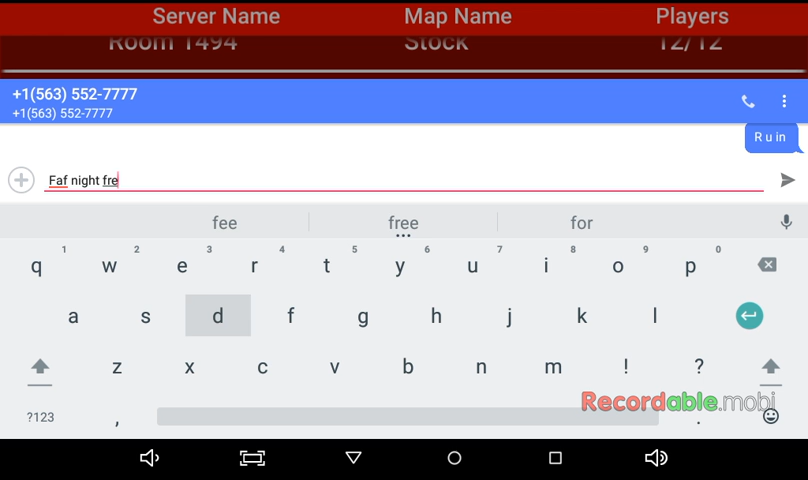 Server Name Map Name Players
Room 1494 Stock 12/12
+1(563) 552-7777
+1(563) 552-7777
R u in
Faf night fre
fee free for
1 2 3 4 5 6 7 8 9 0
q w e r t y u i o p
a s d f g h j k l
z x c v b n m ! ?
Recordable.mobi
?123 , .